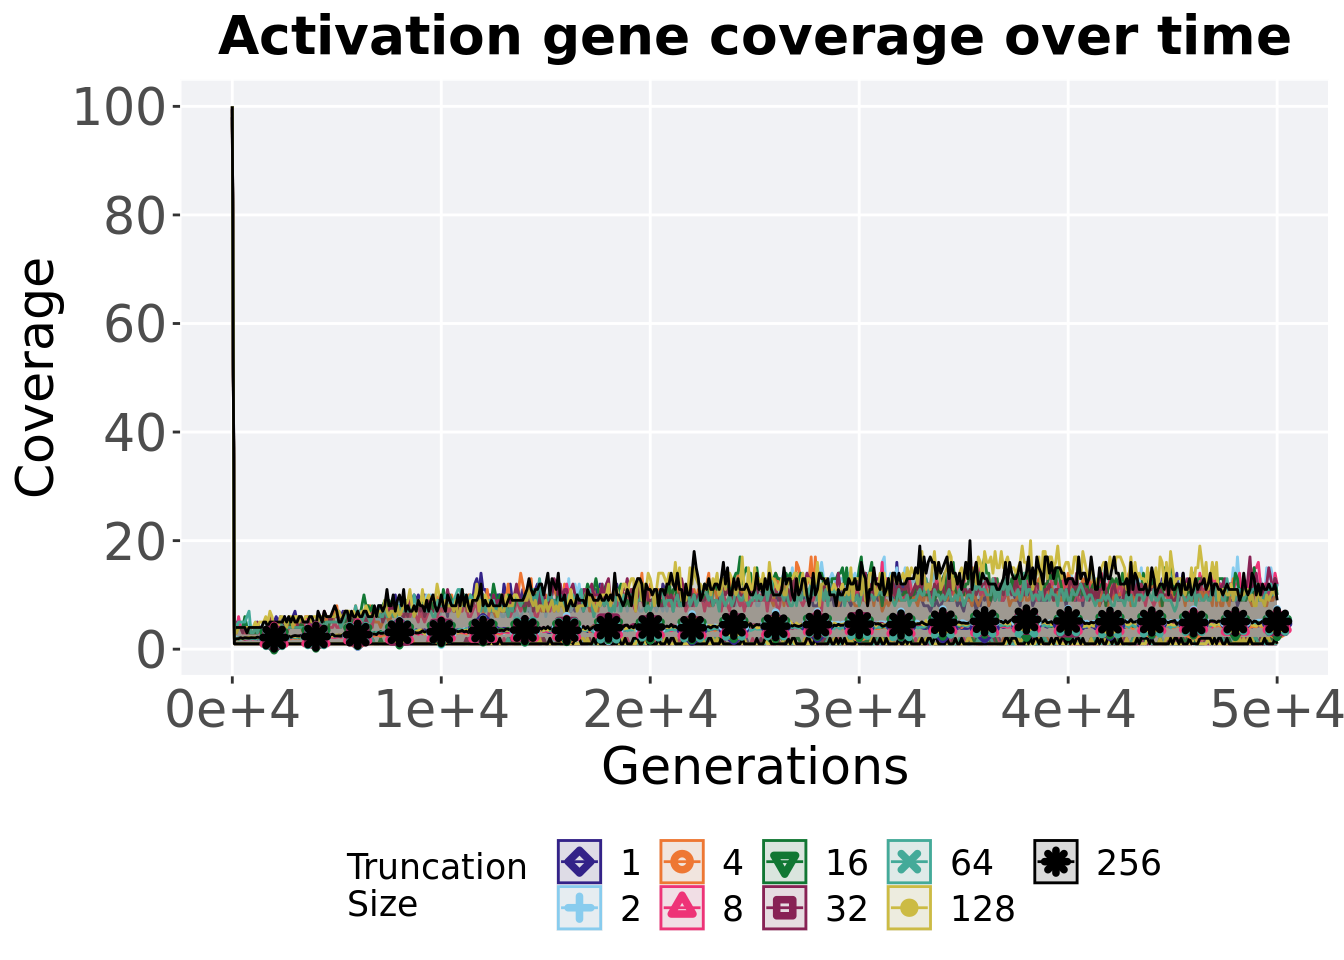 Activation gene coverage over time
100
80
60
40
20
0
Coverage
0e+4 1e+4 2e+4 3e+4 4e+4 5e+4
Generations
Truncation
Size
1 4 16 64 256
2 8 32 128